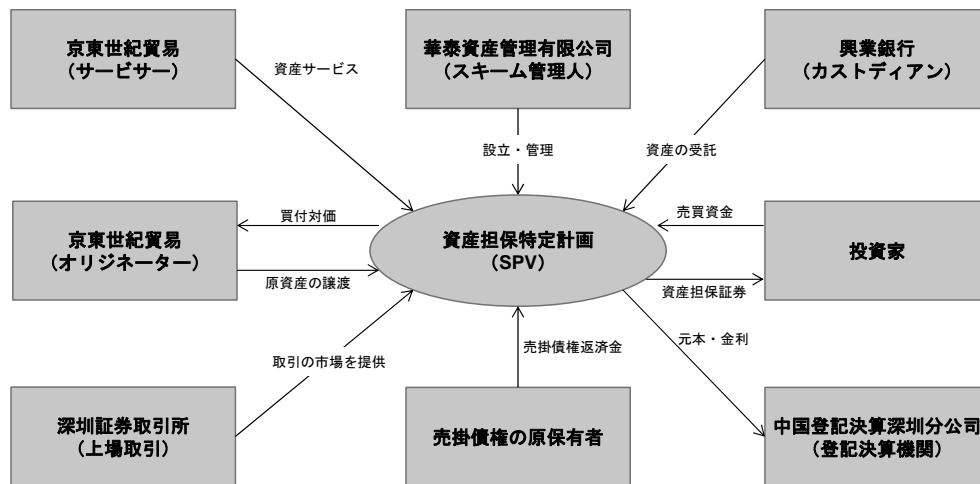 京東世紀貿易
（サービサー）
華泰資産管理有限公司
（スキーム管理人）
興業銀行
（カストディアン）
資産サービス
設立・管理
資産の受託
京東世紀貿易
（オリジネーター）
買付対価
原資産の譲渡
資産担保特定計画
（SPV）
売買資金
資産担保証券
投資家
取引の市場を提供
売掛債権返済金
元本・金利
深圳証券取引所
（上場取引）
売掛債権の原保有者
中国登記決算深圳分公司
（登記決算機関）